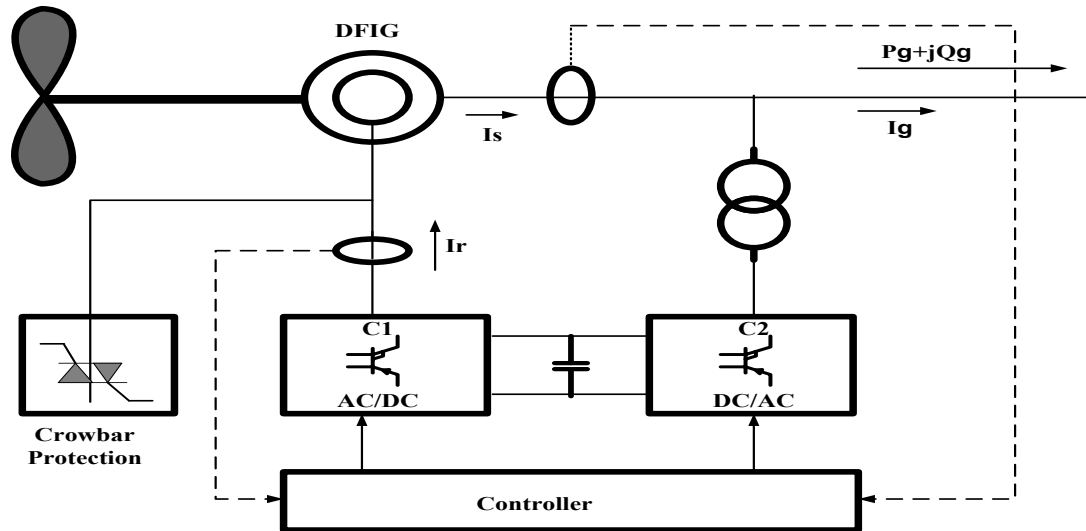 DFIG
Pg+jQg
Is
Ig
Ir
C1
C2
AC/DC
DC/AC
Crowbar
Protection
Controller